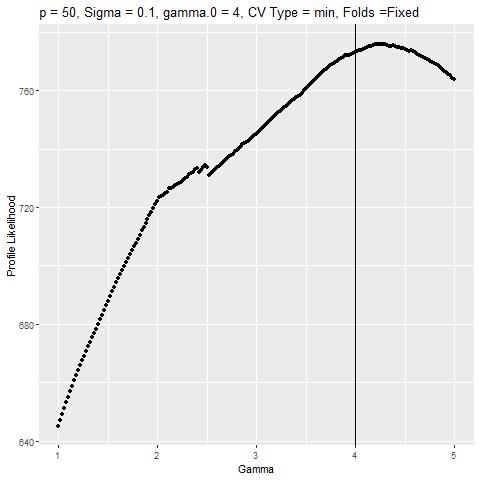 p = 50, Sigma = 0.1, gamma.0 = 4, CV Type = min, Folds =Fixed
Profile Likelihood
760
720
680
640
1 2 3 4 5
Gamma